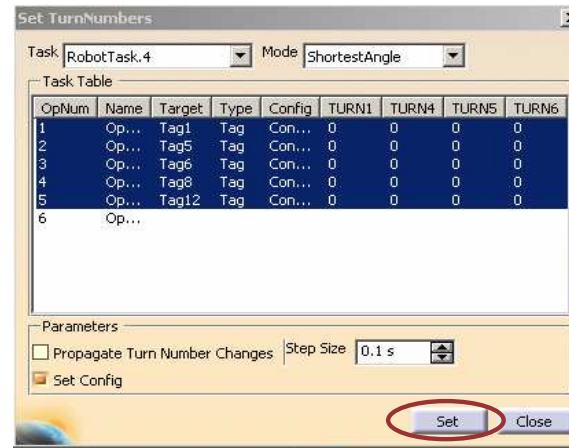 Set TurnNumbers
Task RobotTask.4 Mode ShortestAngle
Task Table
OpNum Name Target Type Config TURN1 TURN4 TURN5 TURN6
1 Op... Tag1 Tag Con... 0 0 0 0
2 Op... Tag5 Tag Con... 0 0 0 0
3 Op... Tag6 Tag Con... 0 0 0 0
4 Op... Tag8 Tag Con... 0 0 0 0
5 Op... Tag12 Tag Con... 0 0 0 0
6 Op...
Parameters
Propagate Turn Number Changes Step Size 0.1 s
Set Config
Set Close